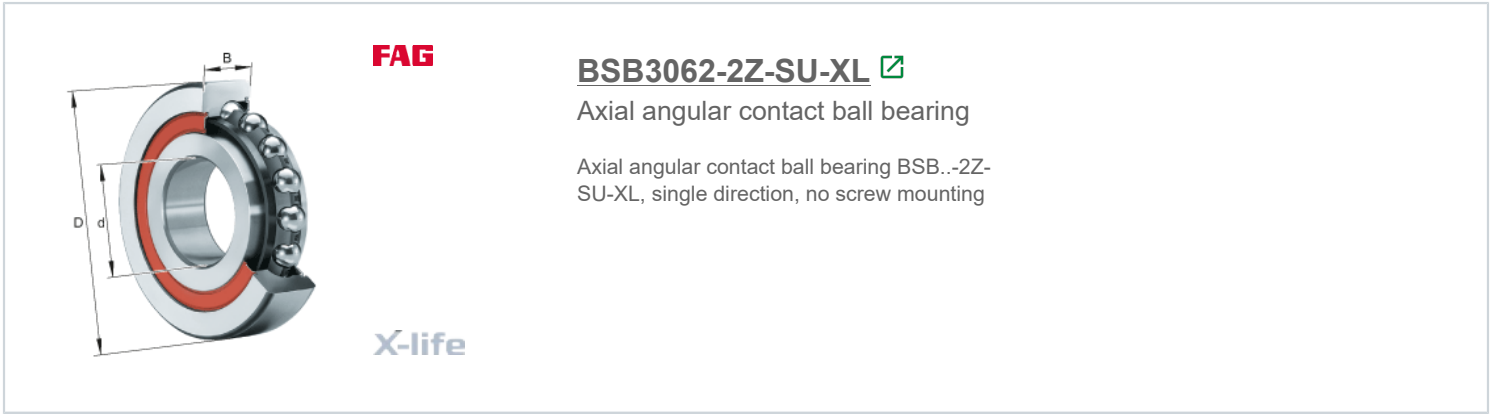 B
FAG
BSB3062-2Z-SU-XL
Axial angular contact ball bearing
Axial angular contact ball bearing BSB..-2Z-
SU-XL, single direction, no screw mounting
D
d
X-life